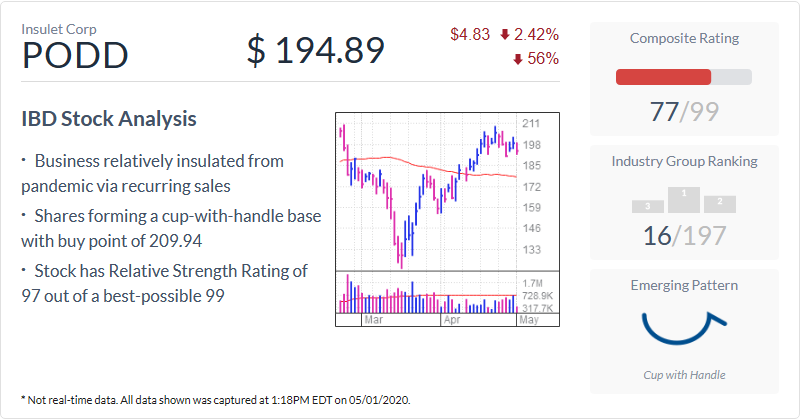 Insulet Corp
PODD
$ 194.89
$4.83 2.42%
56%
IBD Stock Analysis
· Business relatively insulated from
pandemic via recurring sales
· Shares forming a cup-with-handle base
with buy point of 209.94
· Stock has Relative Strength Rating of
97 out of a best-possible 99
211
198
185
172
159
146
133
1.7M
728.9K
317.7K
Mar Apr May
Composite Rating
77/99
Industry Group Ranking
3 1 2
16/197
Emerging Pattern
Cup with Handle
* Not real-time data. All data shown was captured at 1:18PM EDT on 05/01/2020.